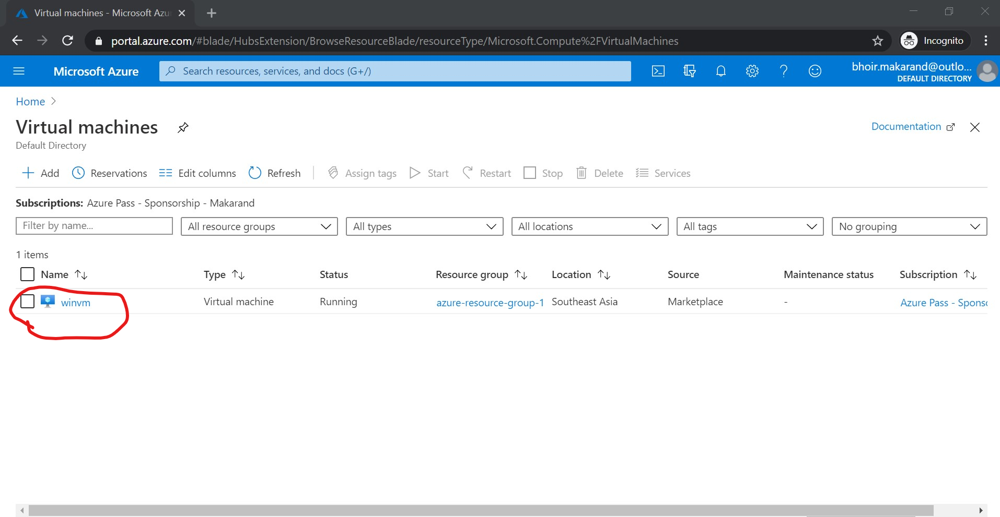 Virtual machines - Microsoft Azu
portal.azure.com/#blade/HubsExtension/BrowseResourceBlade/resourceType/Microsoft.Compute%2FVirtualMachines
Incognito
Microsoft Azure
Search resources, services, and docs (G+/)
bhoir.makarand@outlo...
DEFAULT DIRECTORY
Home
Virtual machines
Documentation
Default Directory
Add Reservations Edit columns Refresh Assign tags Start Restart Stop Delete Services
Subscriptions: Azure Pass - Sponsorship - Makarand
Filter by name... All resource groups All types All locations All tags No grouping
1 items
Name Type Status Resource group Location Source Maintenance status Subscription
winvm Virtual machine Running azure-resource-group-1 Southeast Asia Marketplace - Azure Pass - Sponso